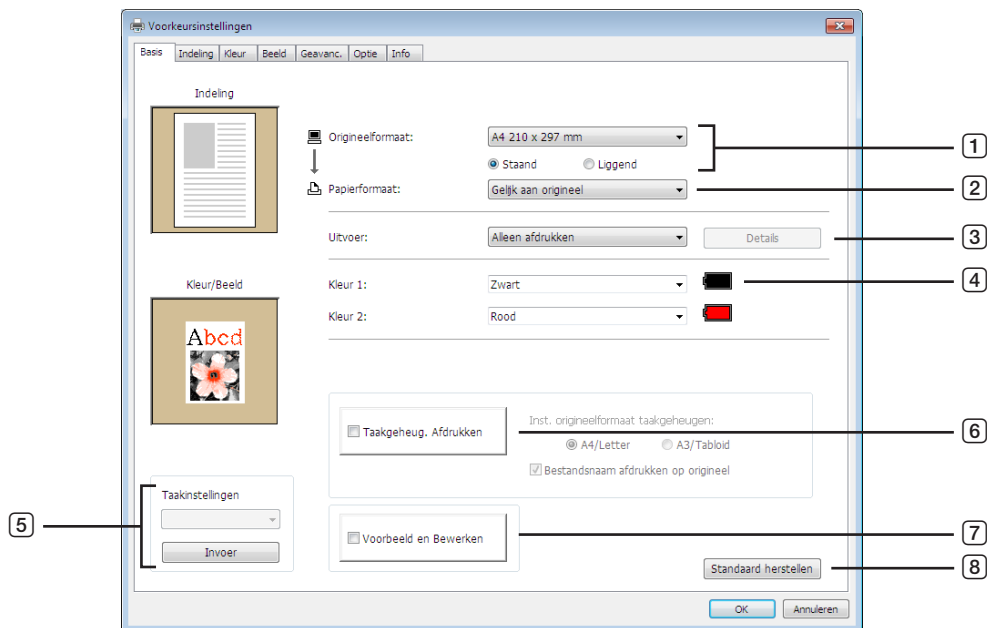 Voorkeursinstellingen
Basis Indeling Kleur Beeld Geavanc. Optie Info
Indeling
Origineelformaat: A4 210 x 297 mm
1
Staand Liggend
Papierformaat: Gelijk aan origineel
2
Uitvoer: Alleen afdrukken Details
3
Kleur/Beeld
Kleur 1: Zwart
4
Kleur 2: Rood
Abcd
Taakgeheug. Afdrukken
Inst. origineelformaat taakgeheugen:
A4/Letter A3/Tabloid
Bestandsnaam afdrukken op origineel
6
5
Taakinstellingen
Invoer
Voorbeeld en Bewerken
7
Standaard herstellen
8
OK Annuleren